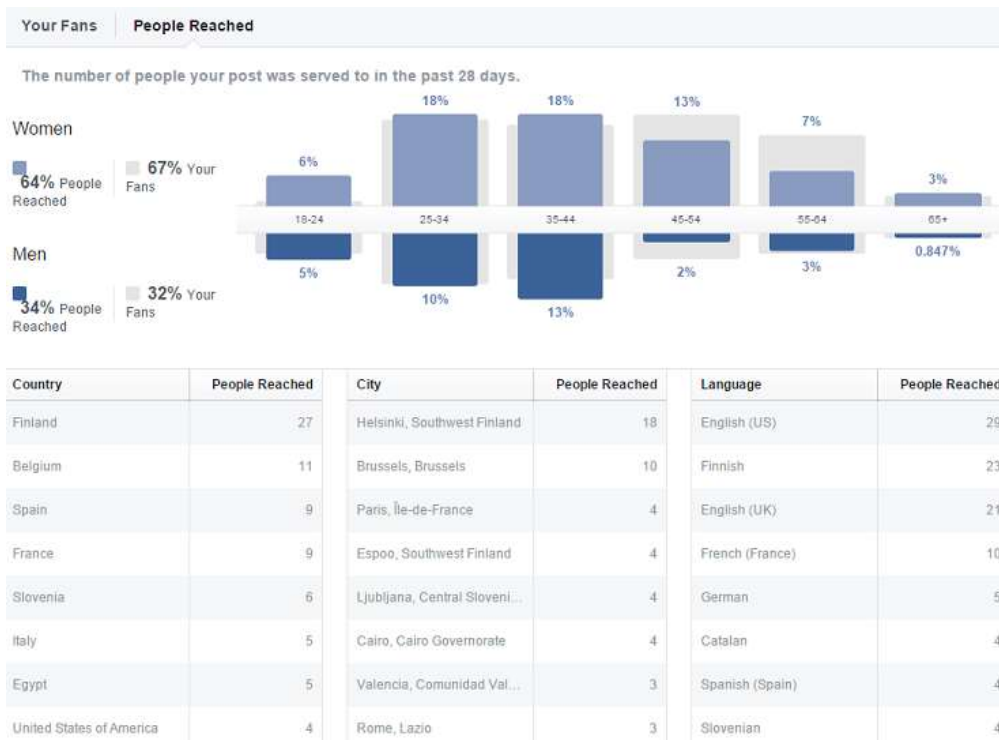 Your Fans People Reached
The number of people your post was served to in the past 28 days.
Women
64% People Reached
67% Your Fans
6% 18% 18% 13% 7% 3%
18-24 25-34 35-44 45-54 55-64 65+
Men
34% People Reached
32% Your Fans
5% 10% 13% 2% 3% 0.847%
Country People Reached City People Reached Language People Reached
Finland 27 Helsinki, Southwest Finland 18 English (US) 29
Belgium 11 Brussels, Brussels 10 Finnish 23
Spain 9 Paris, Île-de-France 4 English (UK) 21
France 9 Espoo, Southwest Finland 4 French (France) 10
Slovenia 6 Ljubljana, Central Sloveni... 4 German 5
Italy 5 Cairo, Cairo Governorate 4 Catalan 4
Egypt 5 Valencia, Comunidad Val... 3 Spanish (Spain) 4
United States of America 4 Rome, Lazio 3 Slovenian 4